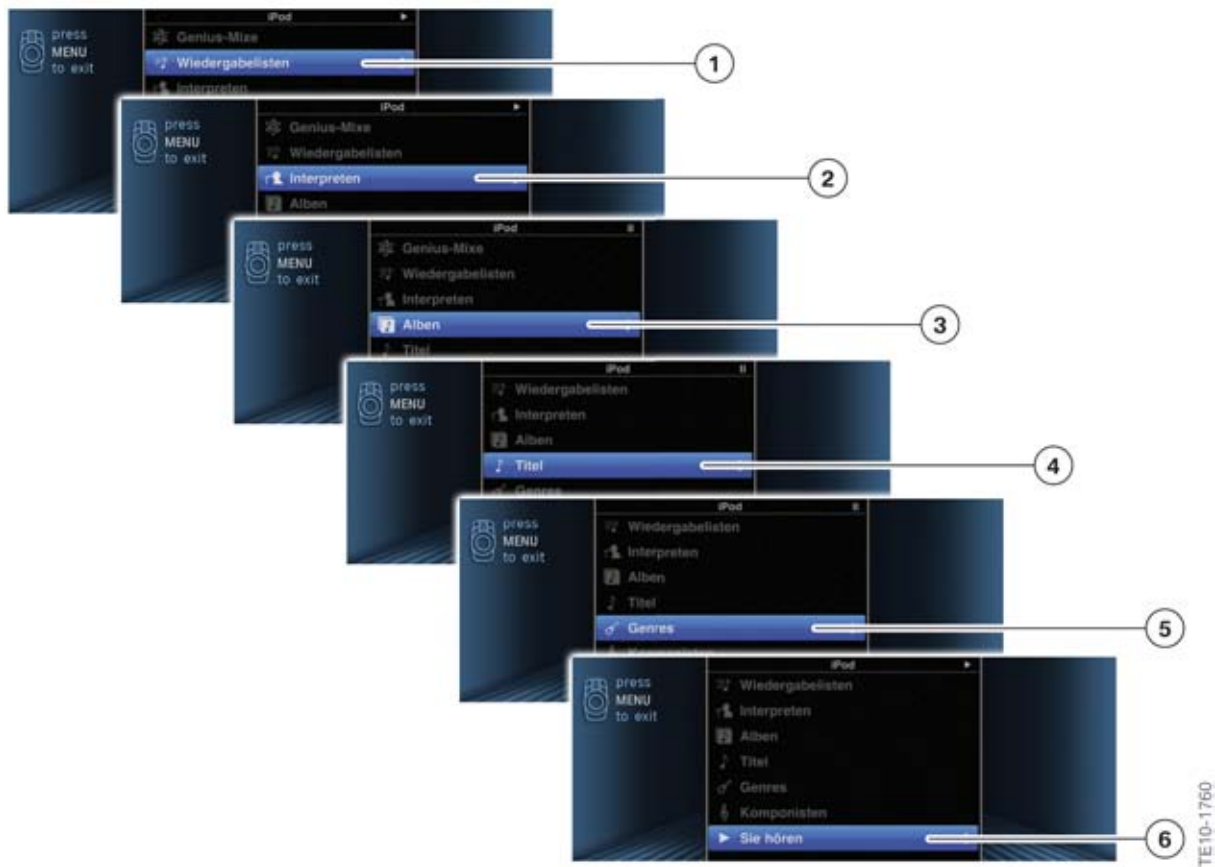 iPod
press
MENU
to exit
Genius-Mixe
Wiedergabelisten
Interpreten
1
iPod
press
MENU
to exit
Genius-Mixe
Wiedergabelisten
Interpreten
Alben
2
iPod
press
MENU
to exit
Genius-Mixe
Wiedergabelisten
Interpreten
Alben
Titel
3
iPod
press
MENU
to exit
Wiedergabelisten
Interpreten
Alben
Titel
Genres
4
iPod
press
MENU
to exit
Wiedergabelisten
Interpreten
Alben
Titel
Genres
Komponisten
5
iPod
press
MENU
to exit
Wiedergabelisten
Interpreten
Alben
Titel
Genres
Komponisten
Sie hören
6
TE10-1760